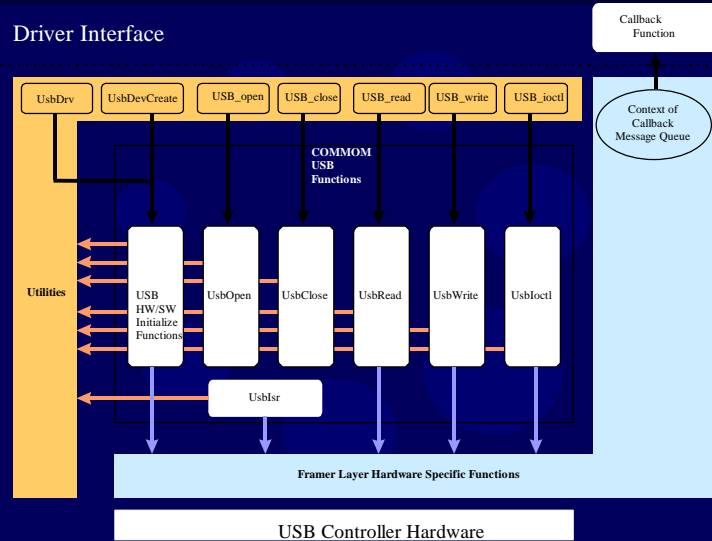 Driver Interface
Callback
Function
UsbDrv
UsbDevCreate
USB_open
USB_close
USB_read
USB_write
USB_ioctl
Context of
Callback
Message Queue
COMMOM
USB
Functions
Utilities
USB
HW/SW
Initialize
Functions
UsbOpen
UsbClose
UsbRead
UsbWrite
UsbIoctl
UsbIsr
Framer Layer Hardware Specific Functions
USB Controller Hardware